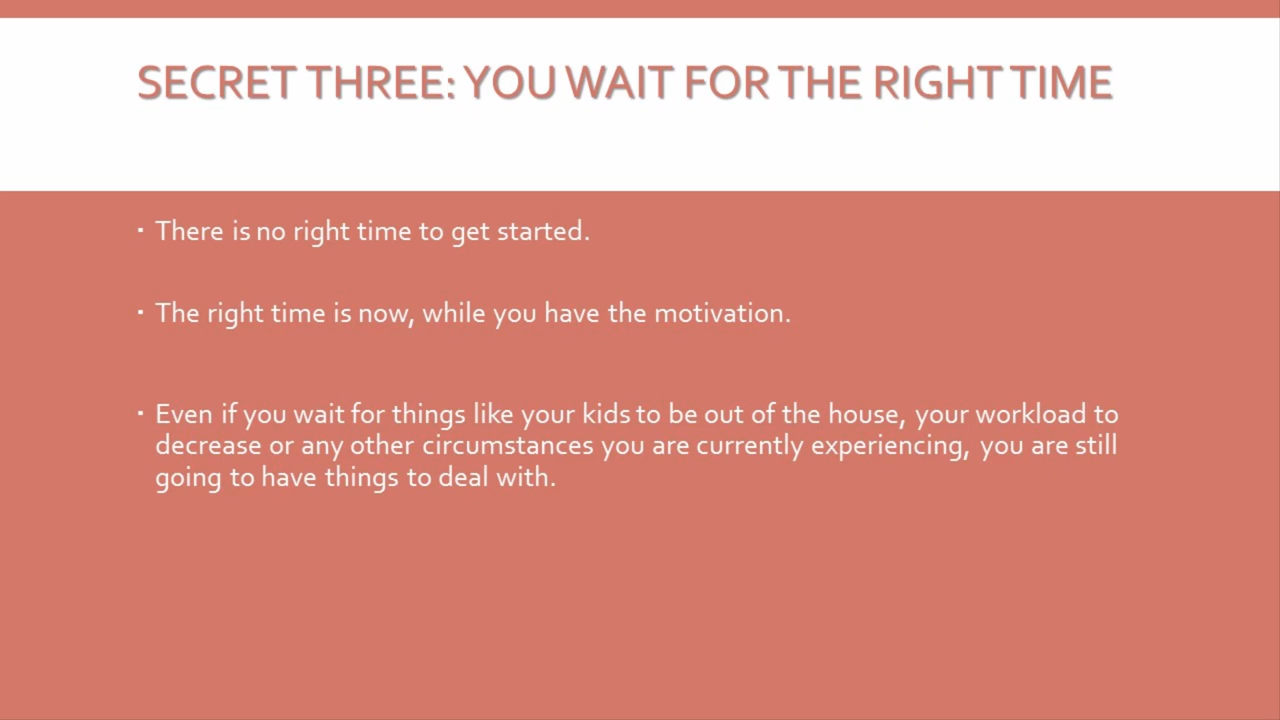 SECRET THREE: YOU WAIT FOR THE RIGHT TIME
▪ There is no right time to get started.
▪ The right time is now, while you have the motivation.
▪ Even if you wait for things like your kids to be out of the house, your workload to
decrease or any other circumstances you are currently experiencing, you are still
going to have things to deal with.